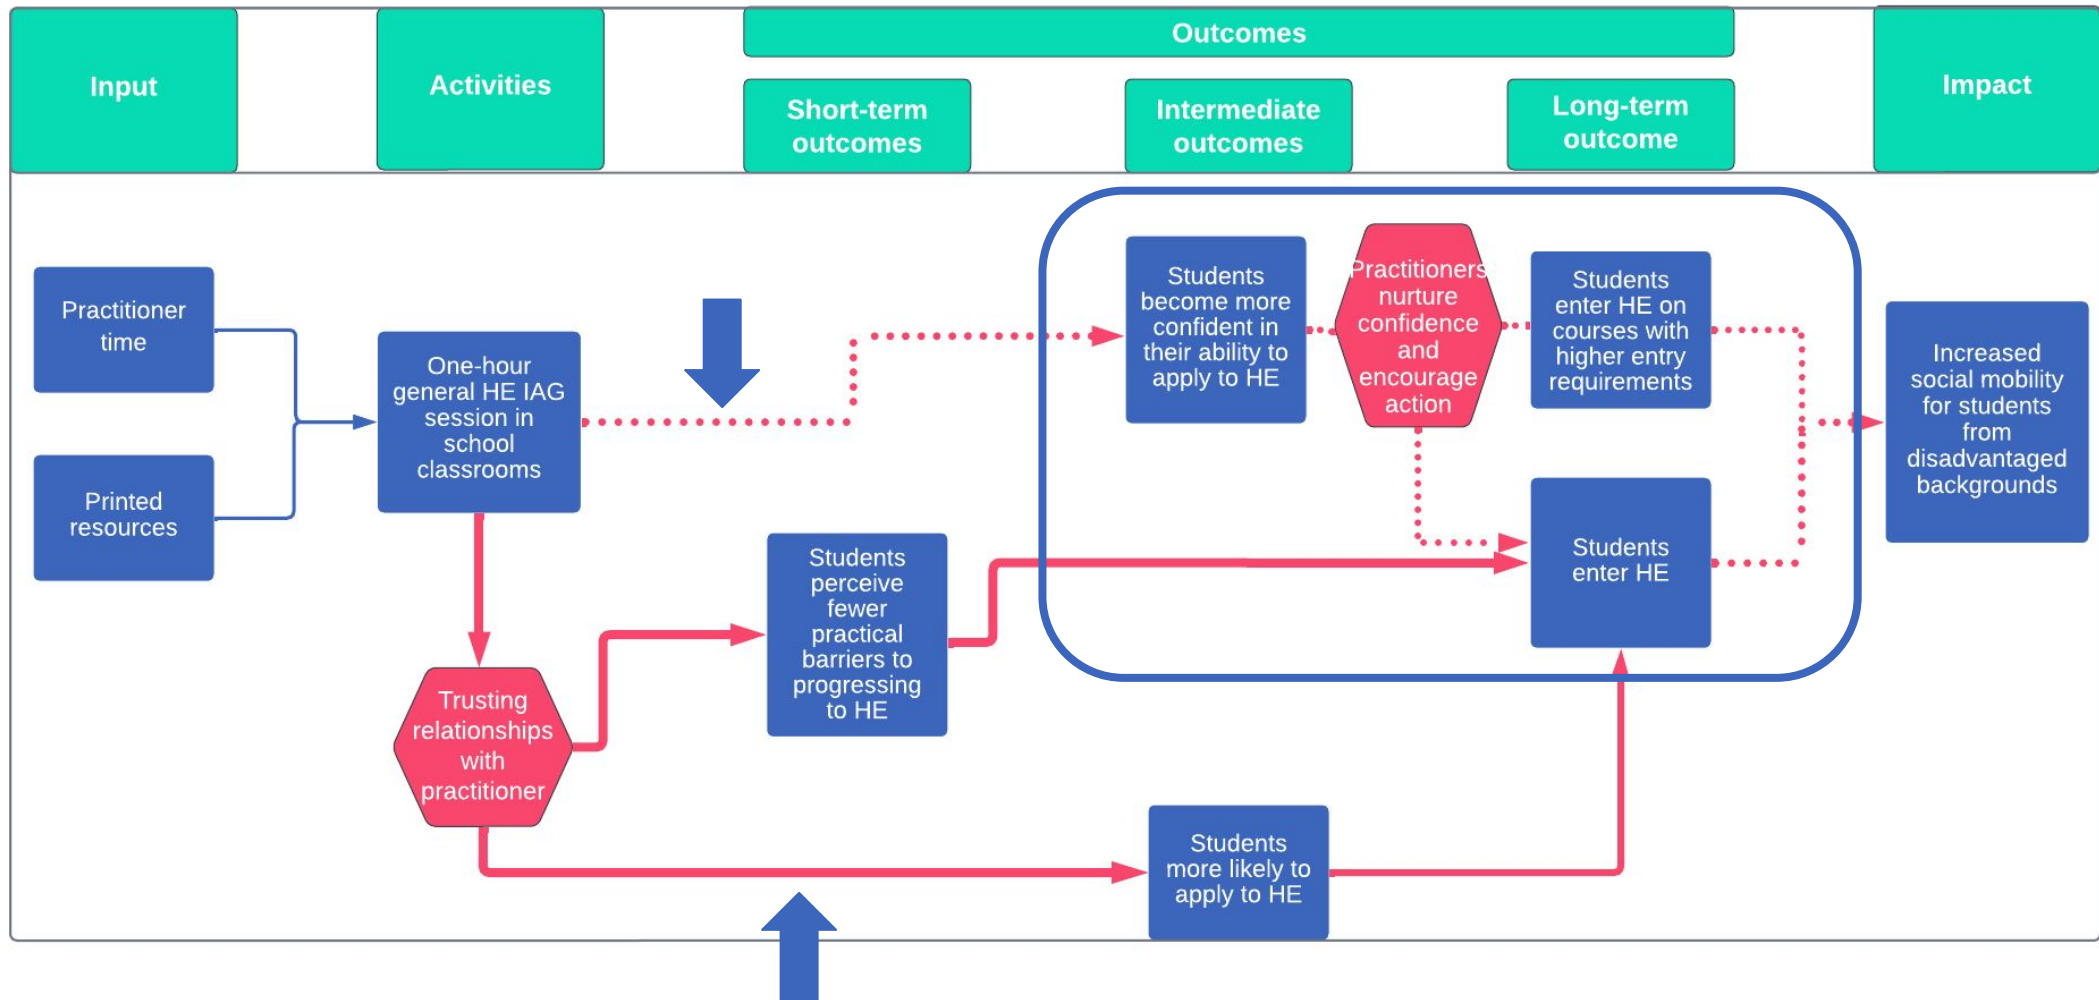 Input
Activities
Outcomes
Short-term
outcomes
Intermediate
outcomes
Long-term
outcome
Impact
Practitioner
time
Printed
resources
One-hour
general HE IAG
session in
school
classrooms
Trusting
relationships
with
practitioner
Students
perceive
fewer
practical
barriers to
progressing
to HE
Students
become more
confident in
their ability to
apply to HE
Practitioners
nurture
confidence
and
encourage
action
Students
enter HE on
courses with
higher entry
requirements
Students
enter HE
Students
more likely to
apply to HE
Increased
social mobility
for students
from
disadvantaged
backgrounds